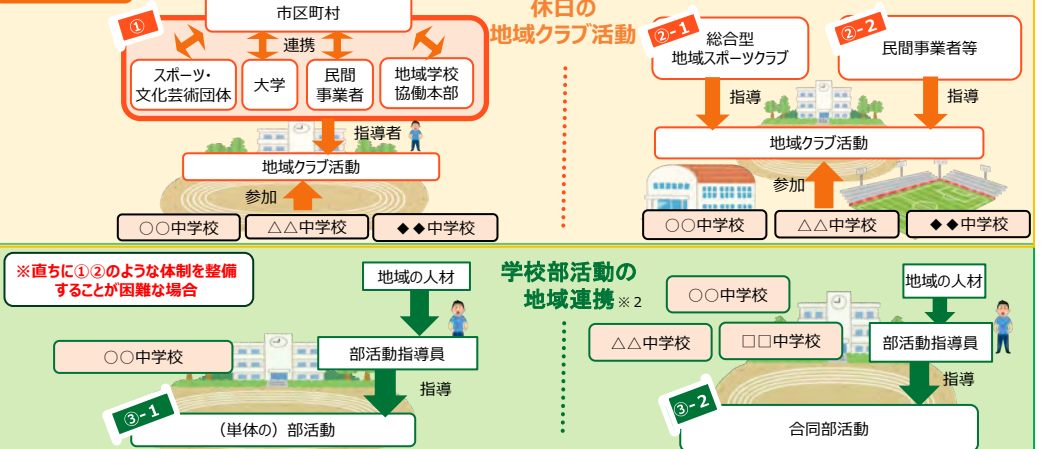 ①
市区町村
連携
スポーツ・
文化芸術団体
大学
民間
事業者
地域学校
協働本部
指導者
地域クラブ活動
参加
○○中学校
△△中学校
◆◆中学校
休日の
地域クラブ活動
②-1
総合型
地域スポーツクラブ
②-2
民間事業者等
指導
指導
地域クラブ活動
参加
○○中学校
△△中学校
◆◆中学校
※直ちに①②のような体制を整備
することが困難な場合
地域の人材
○○中学校
部活動指導員
指導
③-1
（単体の）部活動
学校部活動の
地域連携※2
○○中学校
△△中学校
□□中学校
地域の人材
部活動指導員
指導
③-2
合同部活動